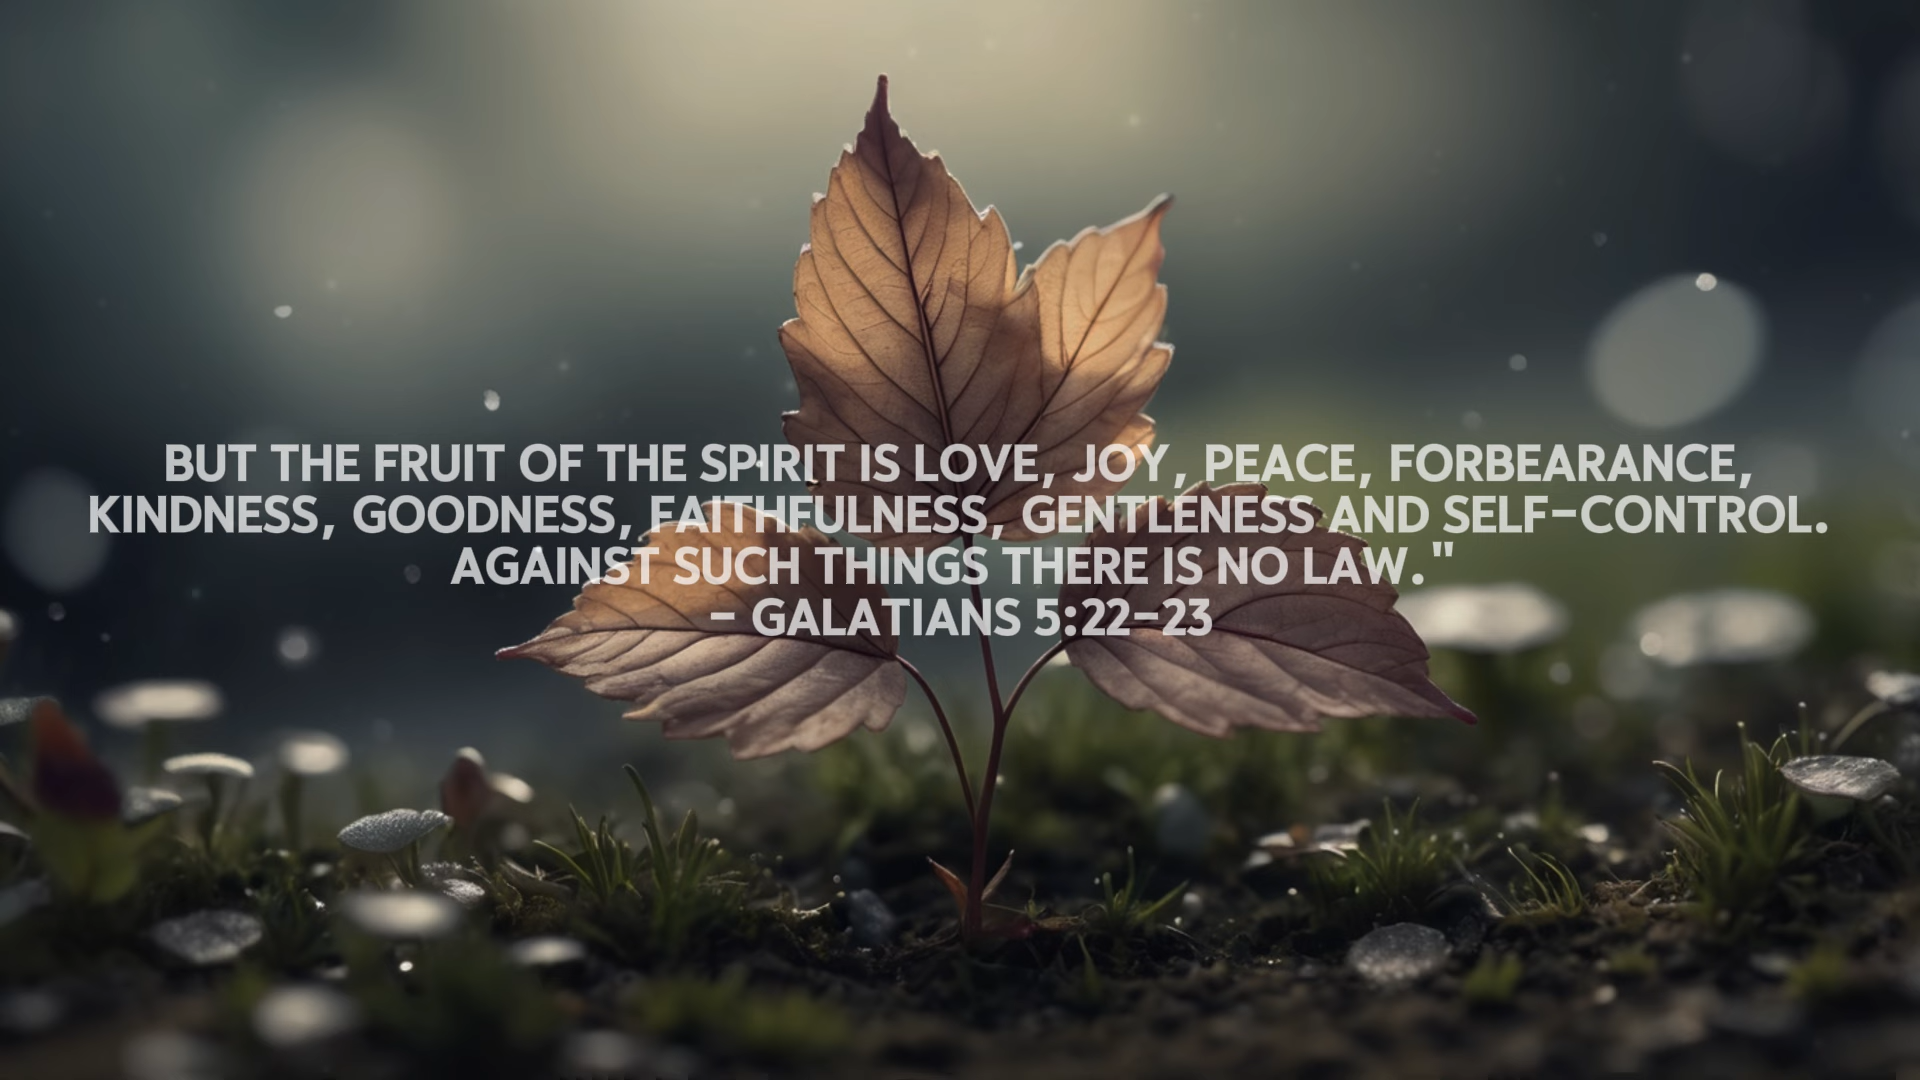 BUT THE FRUIT OF THE SPIRIT IS LOVE, JOY, PEACE, FORBEARANCE,
KINDNESS, GOODNESS, FAITHFULNESS, GENTLENESS AND SELF-CONTROL.
AGAINST SUCH THINGS THERE IS NO LAW."
- GALATIANS 5:22-23